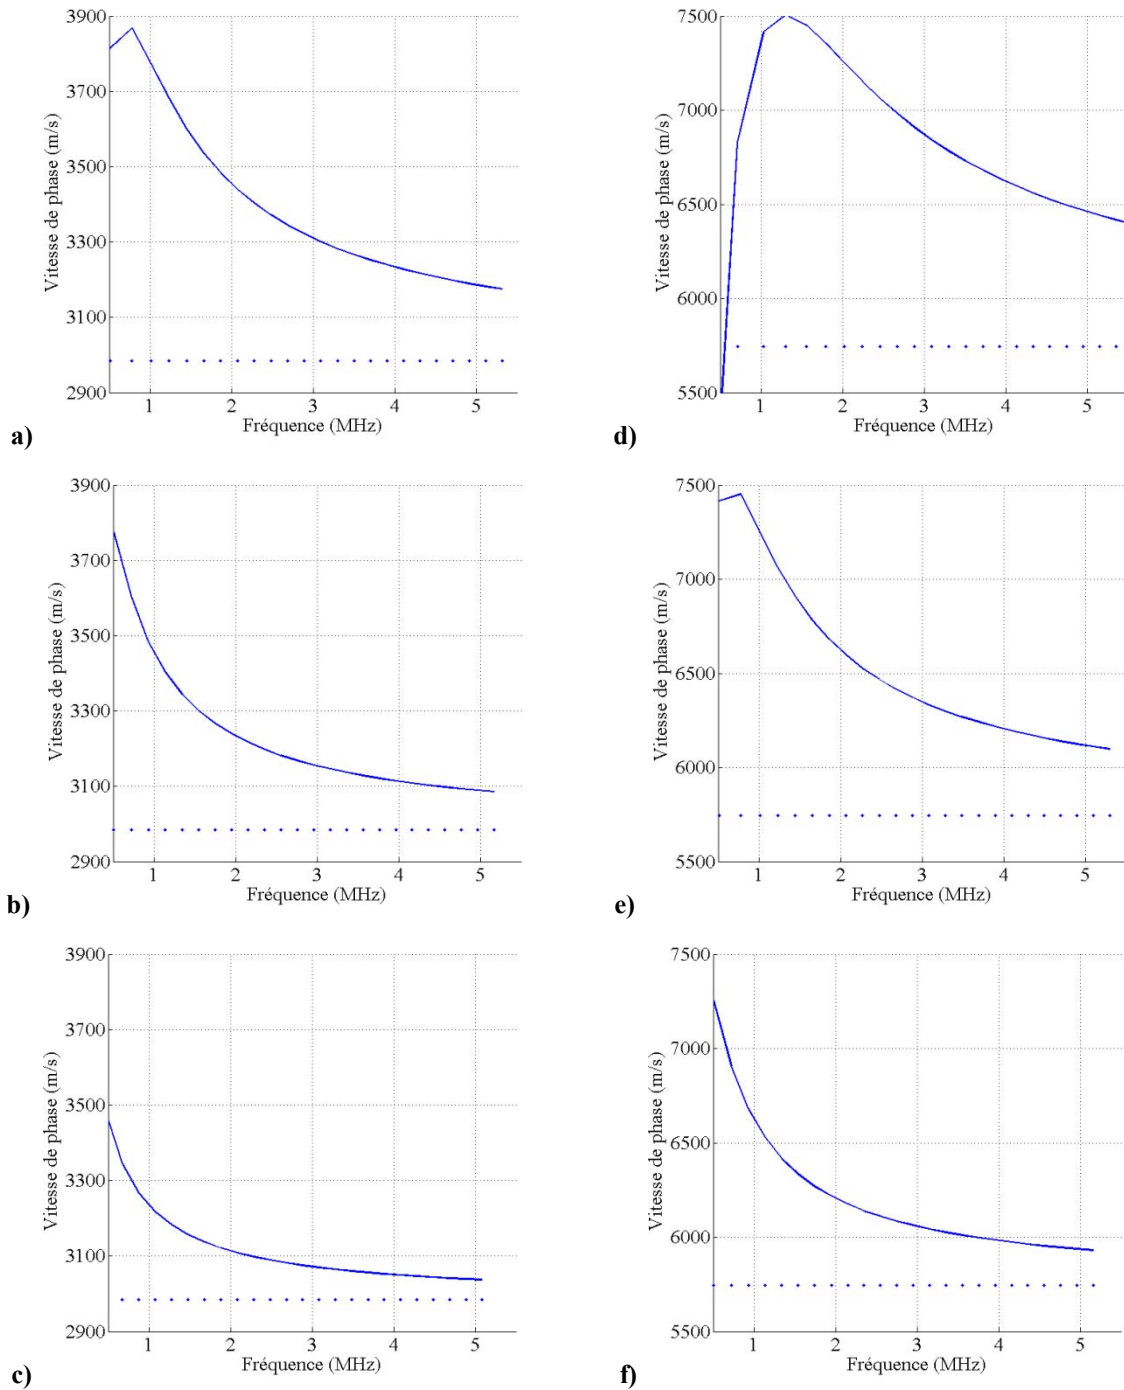 3900
3700
3500
3300
3100
2900
Vitesse de phase (m/s)
1 2 3 4 5
Fréquence (MHz)
a)
7500
7000
6500
6000
5500
Vitesse de phase (m/s)
1 2 3 4 5
Fréquence (MHz)
d)
3900
3700
3500
3300
3100
2900
Vitesse de phase (m/s)
1 2 3 4 5
Fréquence (MHz)
b)
7500
7000
6500
6000
5500
Vitesse de phase (m/s)
1 2 3 4 5
Fréquence (MHz)
e)
3900
3700
3500
3300
3100
2900
Vitesse de phase (m/s)
1 2 3 4 5
Fréquence (MHz)
c)
7500
7000
6500
6000
5500
Vitesse de phase (m/s)
1 2 3 4 5
Fréquence (MHz)
f)